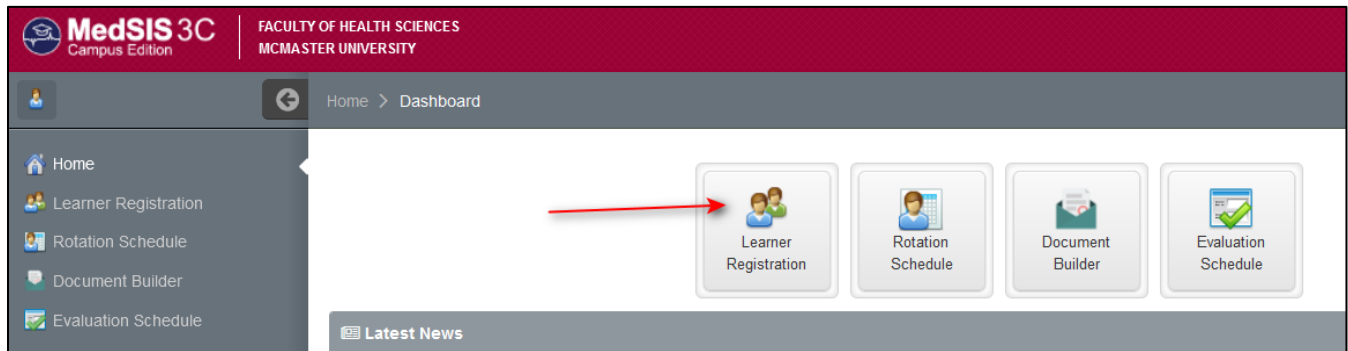 MedSIS 3C
Campus Edition
FACULTY OF HEALTH SCIENCES
MCMASTER UNIVERSITY
Home > Dashboard
Home
Learner Registration
Rotation Schedule
Document Builder
Evaluation Schedule
Learner
Registration
Rotation
Schedule
Document
Builder
Evaluation
Schedule
Latest News